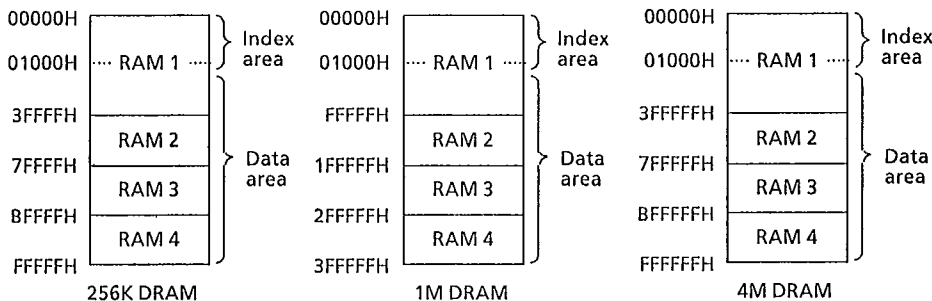 00000H
01000H
3FFFFH
7FFFFH
BFFFFH
FFFFFH
RAM 1
RAM 2
RAM 3
RAM 4
Index
area
Data
area
256K DRAM
00000H
01000H
FFFFFH
1FFFFFH
2FFFFFH
3FFFFFH
RAM 1
RAM 2
RAM 3
RAM 4
Index
area
Data
area
1M DRAM
00000H
01000H
3FFFFFH
7FFFFFH
BFFFFFH
FFFFFFH
RAM 1
RAM 2
RAM 3
RAM 4
Index
area
Data
area
4M DRAM